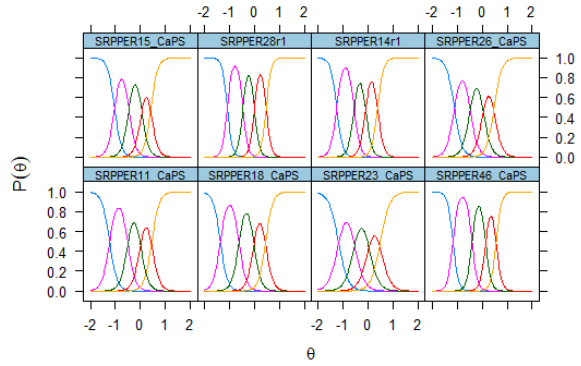 -2 -1 0 1 2 -2 -1 0 1 2
SRPPER15_CaPS SRPPER28r1 SRPPER14r1 SRPPER26_CaPS
1.0
0.8
0.6
0.4
0.2
0.0
P(θ)
SRPPER11_CaPS SRPPER18_CaPS SRPPER23_CaPS SRPPER46_CaPS
1.0
0.8
0.6
0.4
0.2
0.0
-2 -1 0 1 2 -2 -1 0 1 2
θ